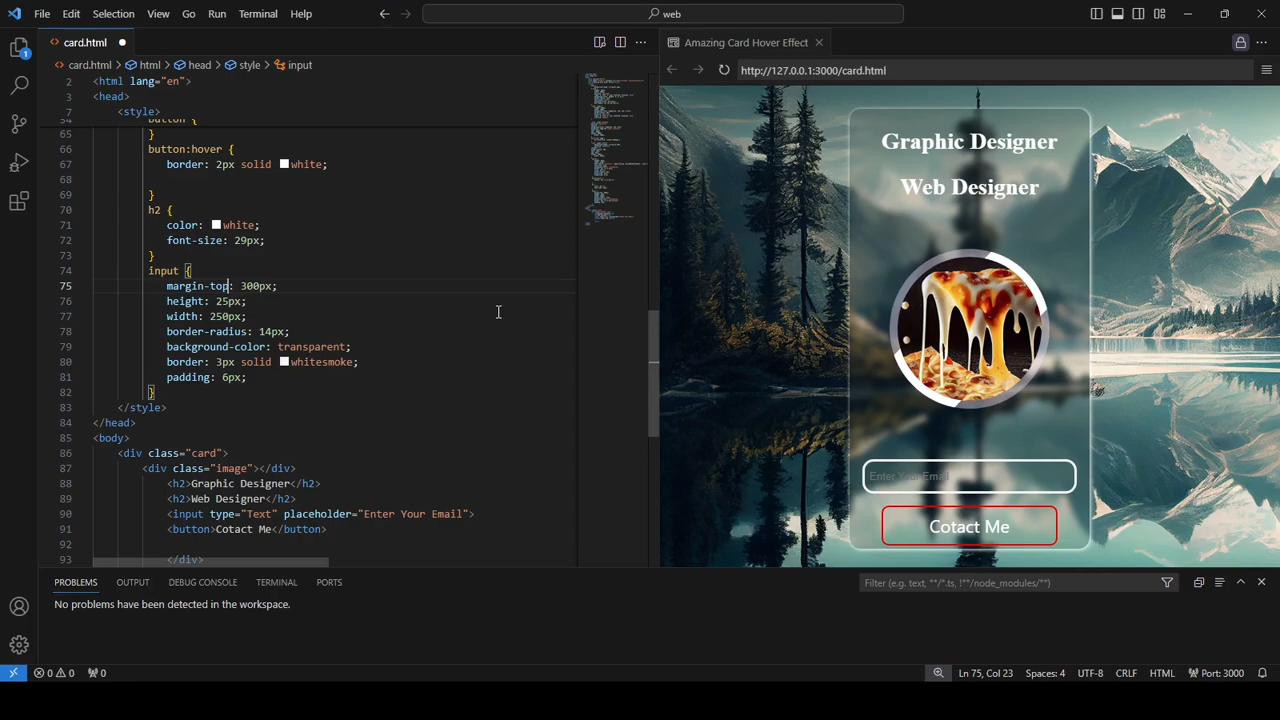 File Edit Selection View Go Run Terminal Help
web
card.html
card.html > html > head > style > input
2 <html lang="en">
3 <head>
7 <style>
54 button {
65 }
66 button:hover {
67 border: 2px solid white;
68
69 }
70 h2 {
71 color: white;
72 font-size: 29px;
73 }
74 input {
75 margin-top: 300px;
76 height: 25px;
77 width: 250px;
78 border-radius: 14px;
79 background-color: transparent;
80 border: 3px solid whitesmoke;
81 padding: 6px;
82 }
83 </style>
84 </head>
85 <body>
86 <div class="card">
87 <div class="image"></div>
88 <h2>Graphic Designer</h2>
89 <h2>Web Designer</h2>
90 <input type="Text" placeholder="Enter Your Email">
91 <button>Cotact Me</button>
92
93 </div>
Amazing Card Hover Effect
http://127.0.0.1:3000/card.html
Graphic Designer
Web Designer
Enter Your Email
Cotact Me
PROBLEMS OUTPUT DEBUG CONSOLE TERMINAL PORTS
Filter (e.g. text, **/*.ts, !**/node_modules/**)
No problems have been detected in the workspace.
1
0 0 0
Ln 75, Col 23 Spaces: 4 UTF-8 CRLF HTML Port: 3000